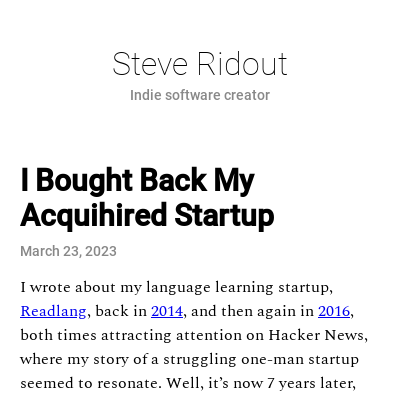 Steve Ridout
Indie software creator
I Bought Back My
Acquihired Startup
March 23, 2023
I wrote about my language learning startup,
Readlang, back in 2014, and then again in 2016,
both times attracting attention on Hacker News,
where my story of a struggling one-man startup
seemed to resonate. Well, it’s now 7 years later,